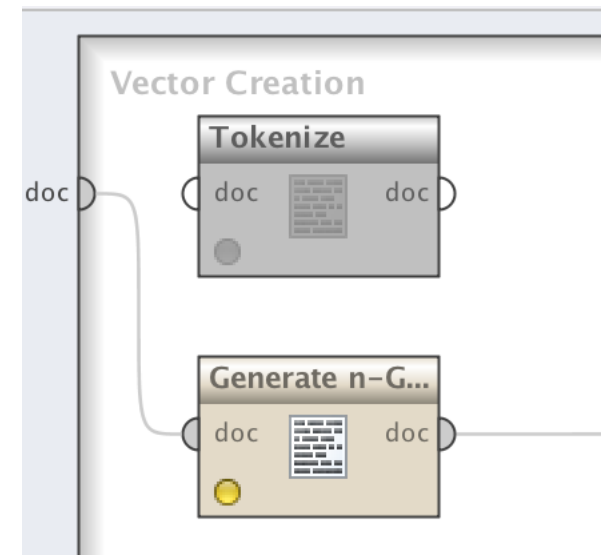 Vector Creation
Tokenize
doc doc doc
Generate n-G...
doc doc